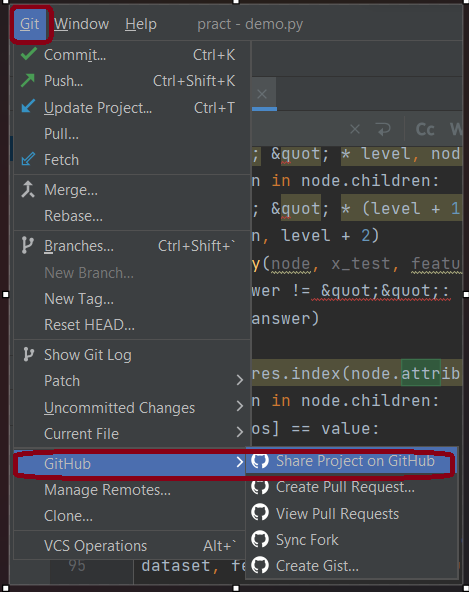 Git Window Help pract - demo.py
Commit... Ctrl+K
Push... Ctrl+Shift+K
Update Project... Ctrl+T
Pull...
Fetch
Merge...
Rebase...
Branches... Ctrl+Shift+`
New Branch...
New Tag...
Reset HEAD...
Show Git Log
Patch
Uncommitted Changes
Current File
GitHub
Manage Remotes...
Clone...
VCS Operations Alt+`
Share Project on GitHub
Create Pull Request...
View Pull Requests
Sync Fork
Create Gist...
Cc W
; &quot; * level, nod
n in node.children:
; &quot; * (level + 1
n, level + 2)
y(node, x_test, featu
wer != &quot;&quot;:
answer)
res.index(node.attrib
n in node.children:
os] == value:
95 dataset, fe